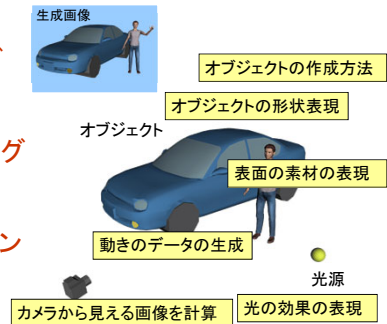 生成画像
オブジェクトの作成方法
オブジェクトの形状表現
オブジェクト
グ
表面の素材の表現
ン
動きのデータの生成
光源
カメラから見える画像を計算
光の効果の表現